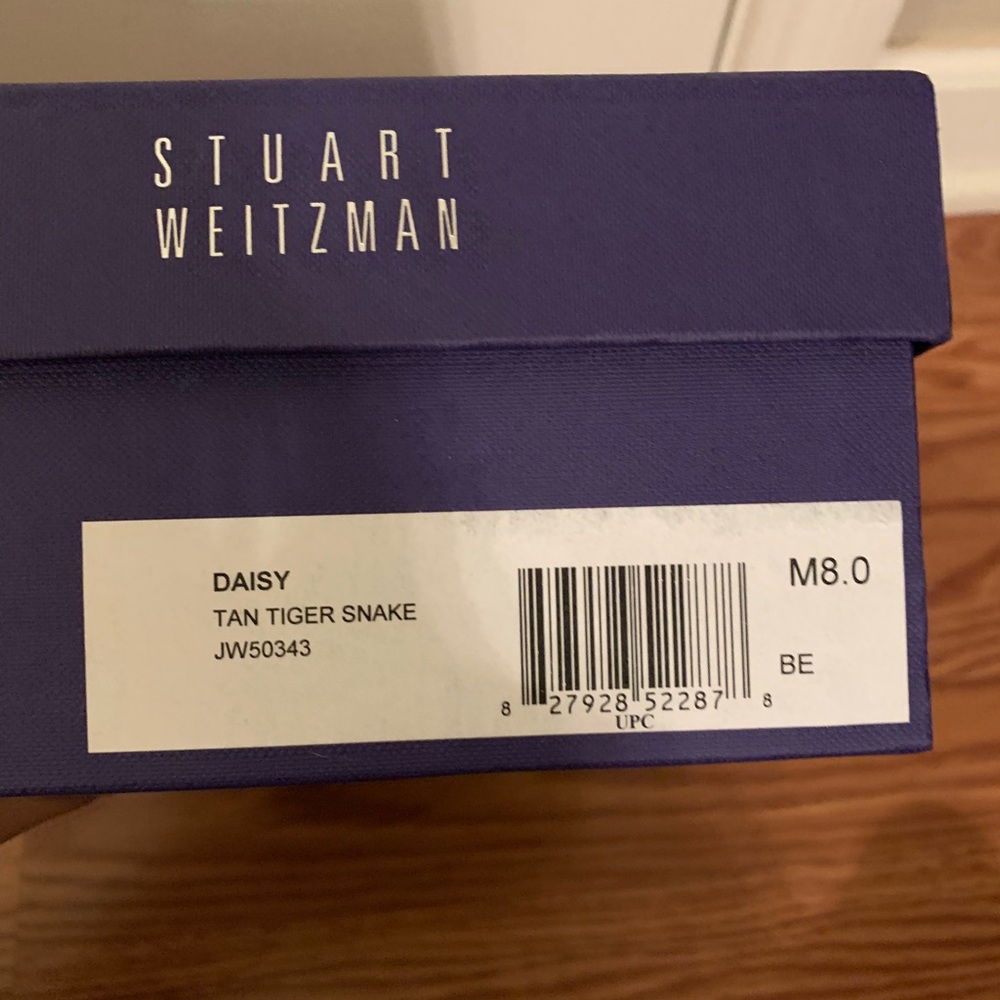 STUART
WEITZMAN
DAISY
TAN TIGER SNAKE
JW50343
M8.0
BE
8 27928 52287 8
UPC